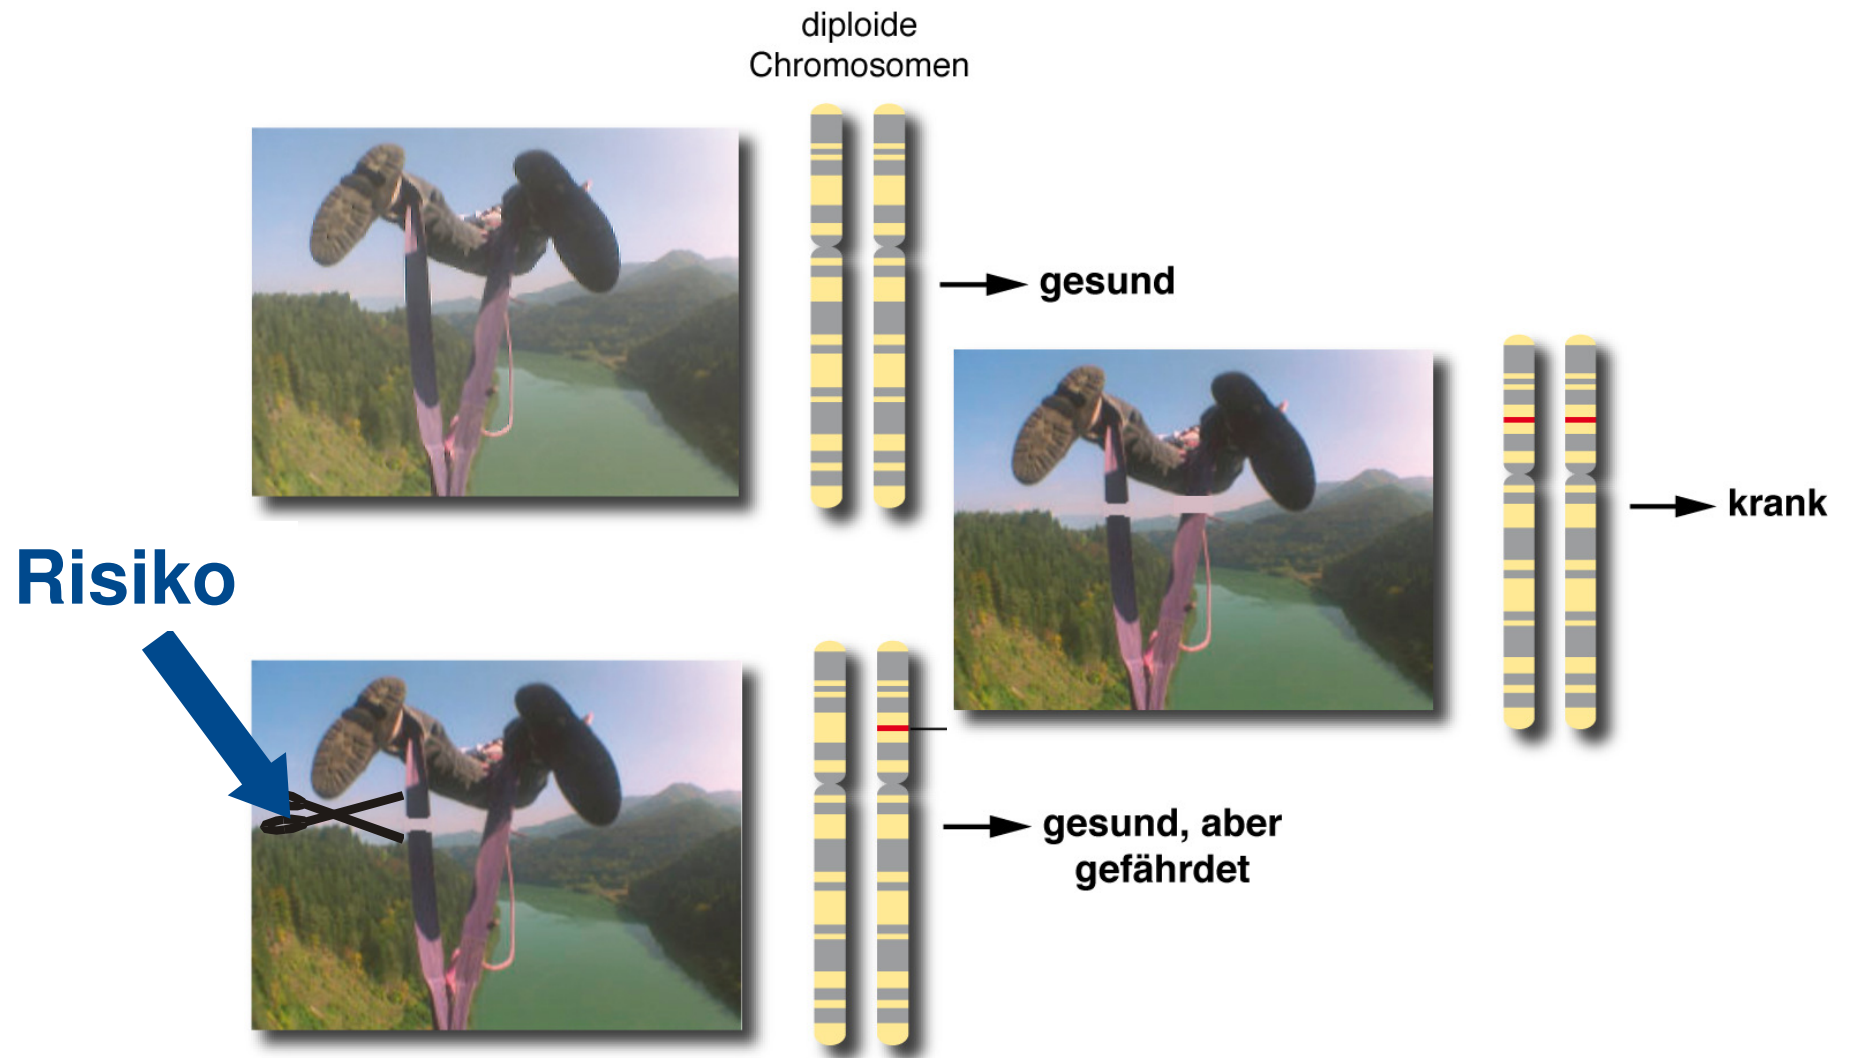 diploide
Chromosomen
gesund
krank
Risiko
gesund, aber
gefährdet